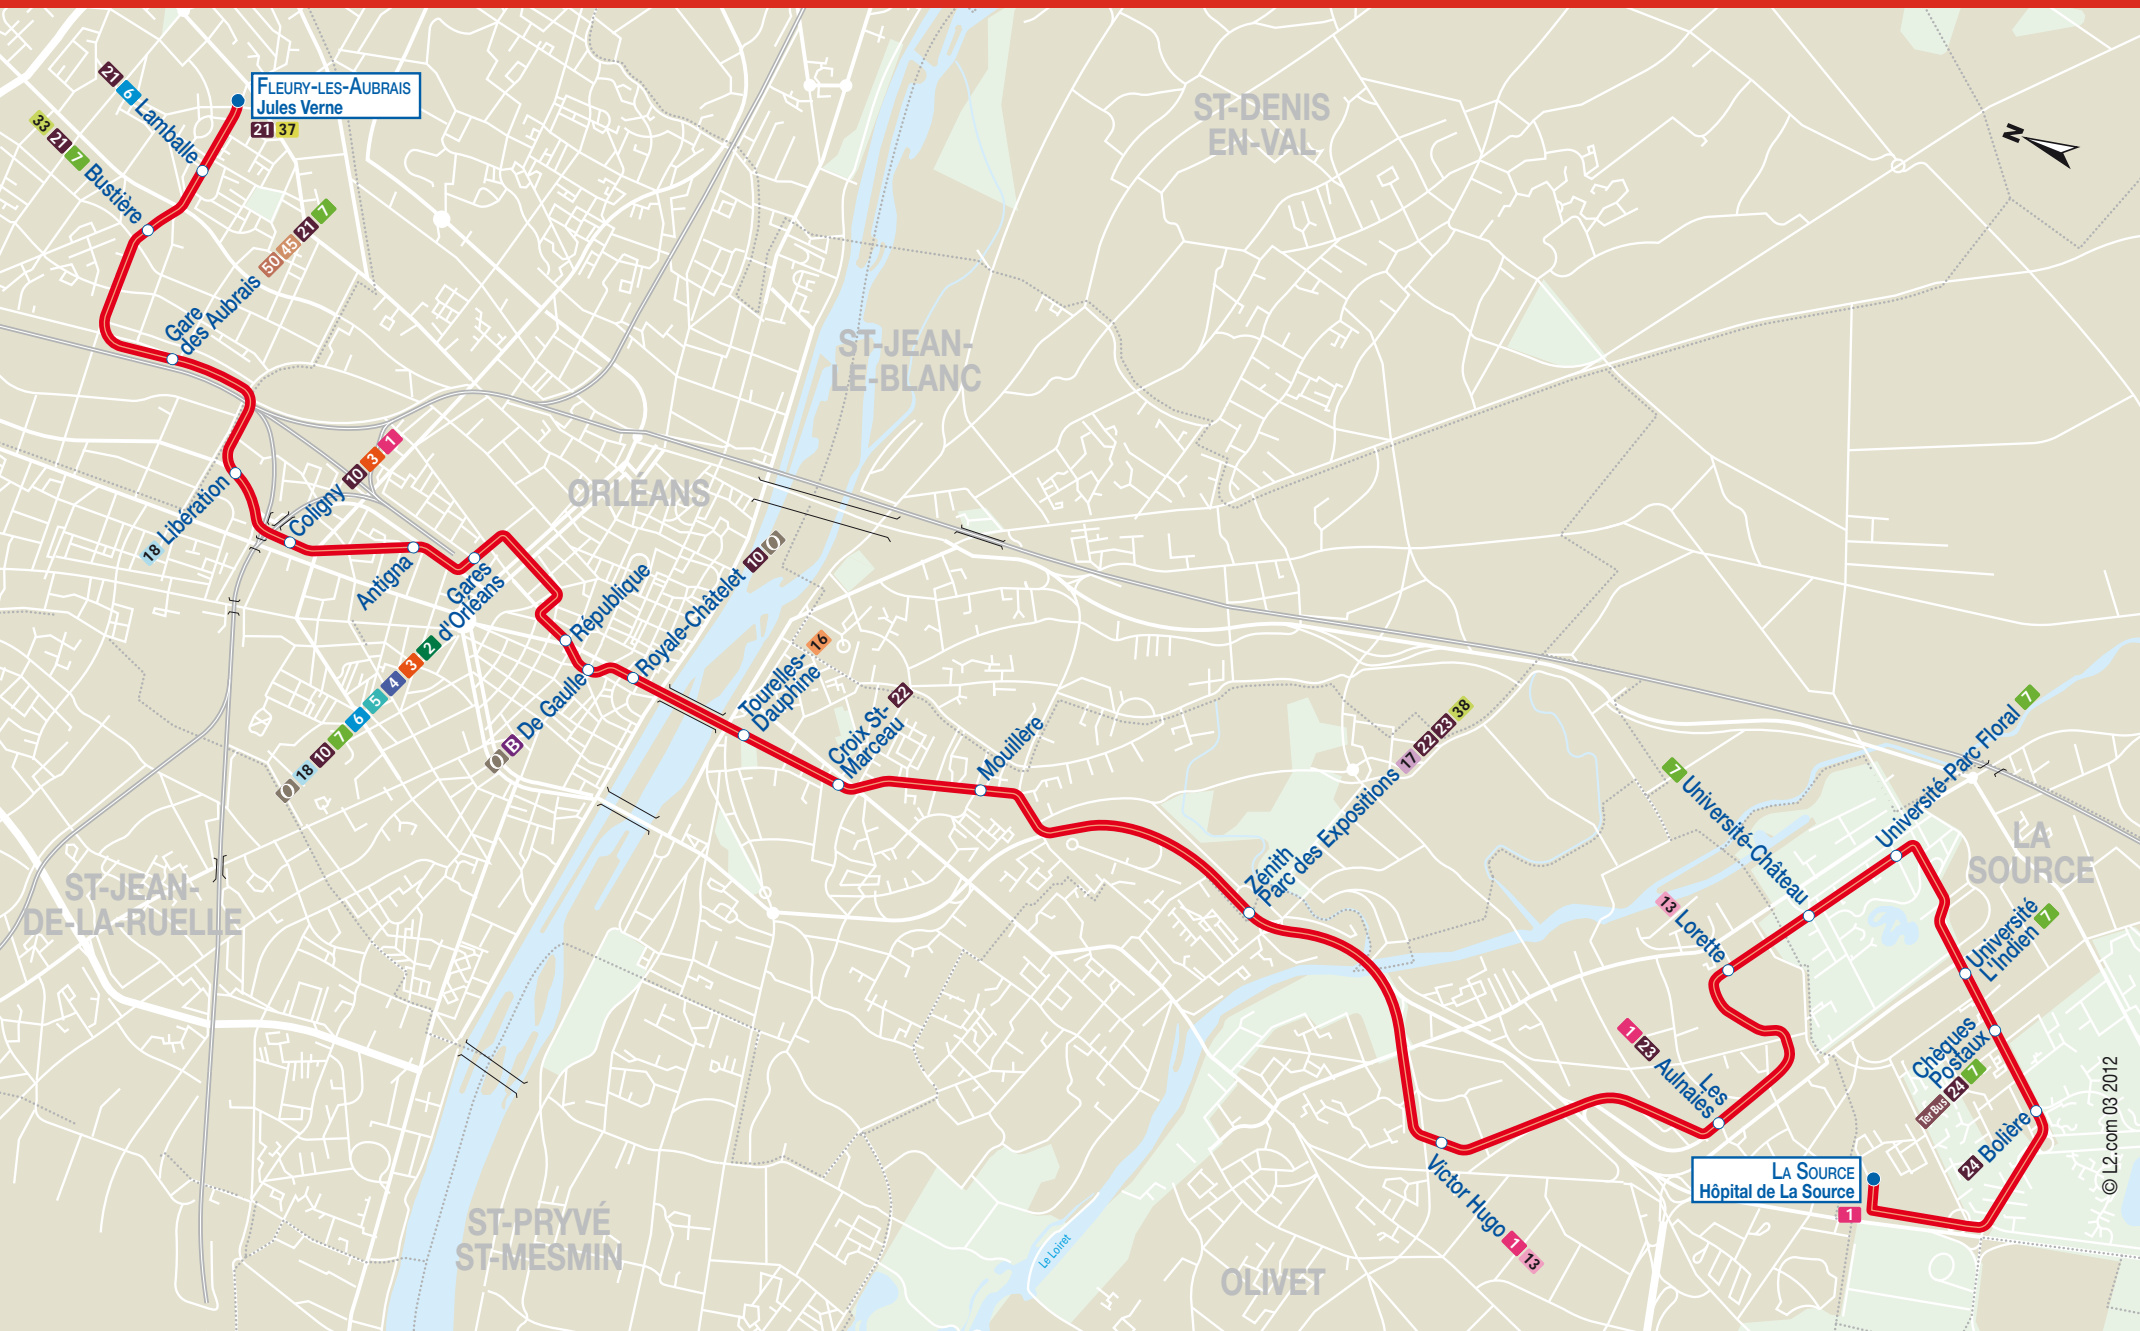 FLEURY-LES-AUBRAIS
Jules Verne
21 37
21 6 Lamballe
33 21 7 Bustière
Gare
des Aubrais 50 45 21 7
18 Libération
Coligny 10 3 1
Antigna
Gares
O 18 10 7 6 5 4 3 2 d'Orléans
République
O B De Gaulle
Royale-Châtelet 10 O
Tourelles- 16
Dauphine
Croix St- 22
Marceau
Mouillère
Zénith
Parc des Expositions 17 22 23 38
Victor Hugo 1 13
Les
1 23 Aulnaies
13 Lorette
7 Université-Château
Université-Parc Floral 7
Université
L'Indien 7
Chèques
Postaux
Ter Bus 24 7
24 Bolière
LA SOURCE
Hôpital de La Source
1
ST-DENIS
EN-VAL
ST-JEAN-
LE-BLANC
ORLÉANS
ST-JEAN-
DE-LA-RUELLE
ST-PRYVÉ
ST-MESMIN
OLIVET
LA
SOURCE
Le Loiret
N
© L2.com 03 2012